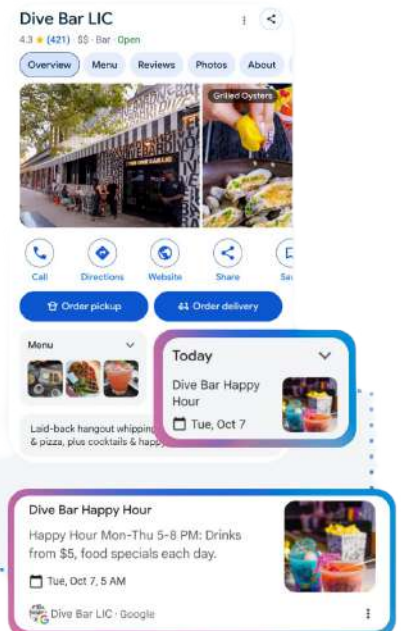 Dive Bar LIC
4.3 ★ (421) · $$ · Bar · Open
Overview
Menu
Reviews
Photos
About
Grilled Oysters
Call
Directions
Website
Share
Order pickup
Order delivery
Menu
Today
Dive Bar Happy
Hour
Tue, Oct 7
Laid-back hangout whipping
& pizza, plus cocktails & happy
Dive Bar Happy Hour
Happy Hour Mon-Thu 5-8 PM: Drinks
from $5, food specials each day.
Tue, Oct 7, 5 AM
Dive Bar LIC · Google